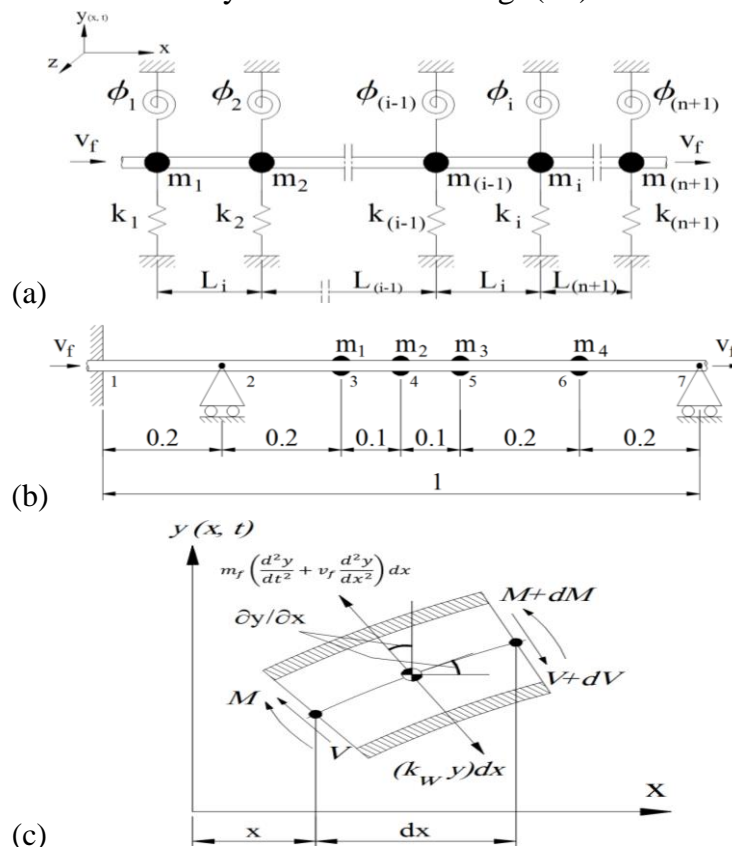 y(x, t)
x
z
ϕ1 ϕ2 ϕ(i-1) ϕi ϕ(n+1)
vf vf
m1 m2 m(i-1) mi m(n+1)
k1 k2 k(i-1) ki k(n+1)
(a)
Li L(i-1) Li L(n+1)
m1 m2 m3 m4
vf vf
1 2 3 4 5 6 7
0.2 0.2 0.1 0.1 0.2 0.2
(b)
1
y (x, t)
mf (d²y/dt² + vf d²y/dx²) dx
M+dM
∂y/∂x
V+dV
M
V
(kW y)dx
X
x dx
(c)